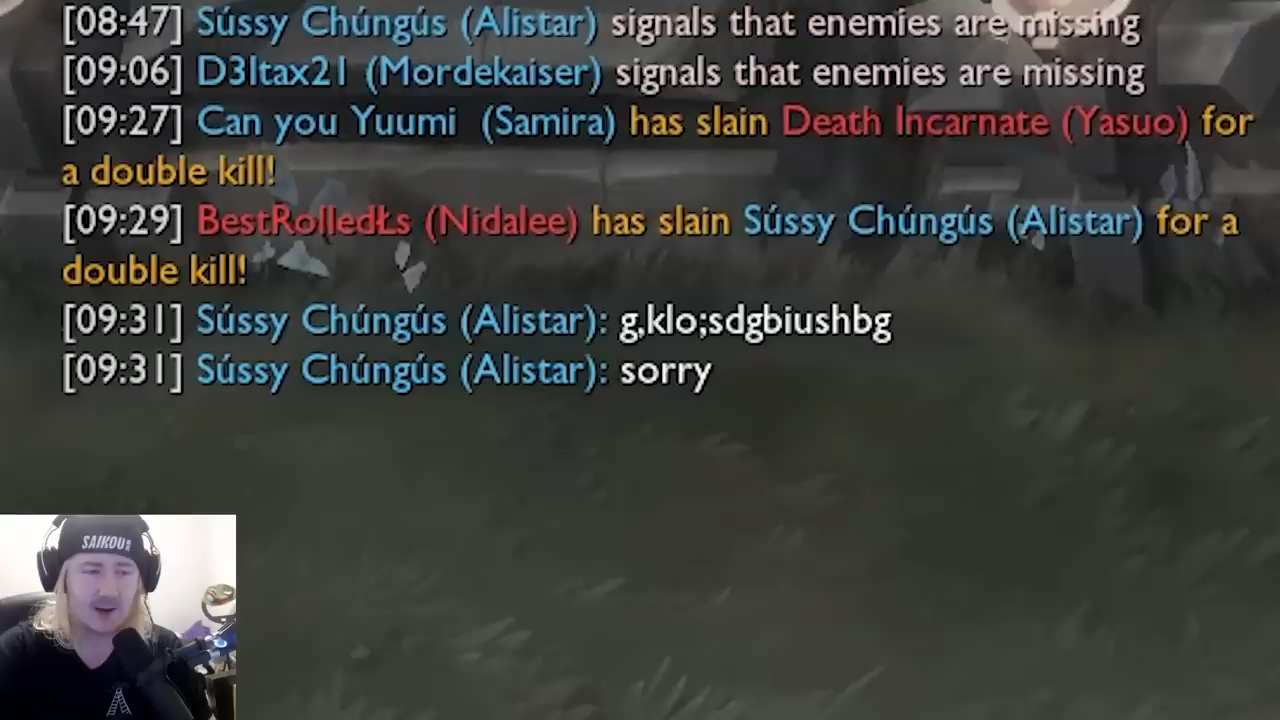 [08:47] Sússy Chúngús (Alistar) signals that enemies are missing
[09:06] D3ltax21 (Mordekaiser) signals that enemies are missing
[09:27] Can you Yuumi  (Samira) has slain Death Incarnate (Yasuo) for
a double kill!
[09:29] BestRolledŁs (Nidalee) has slain Sússy Chúngús (Alistar) for a
double kill!
[09:31] Sússy Chúngús (Alistar): g,klo;sdgbiushbg
[09:31] Sússy Chúngús (Alistar): sorry
SAIKOU